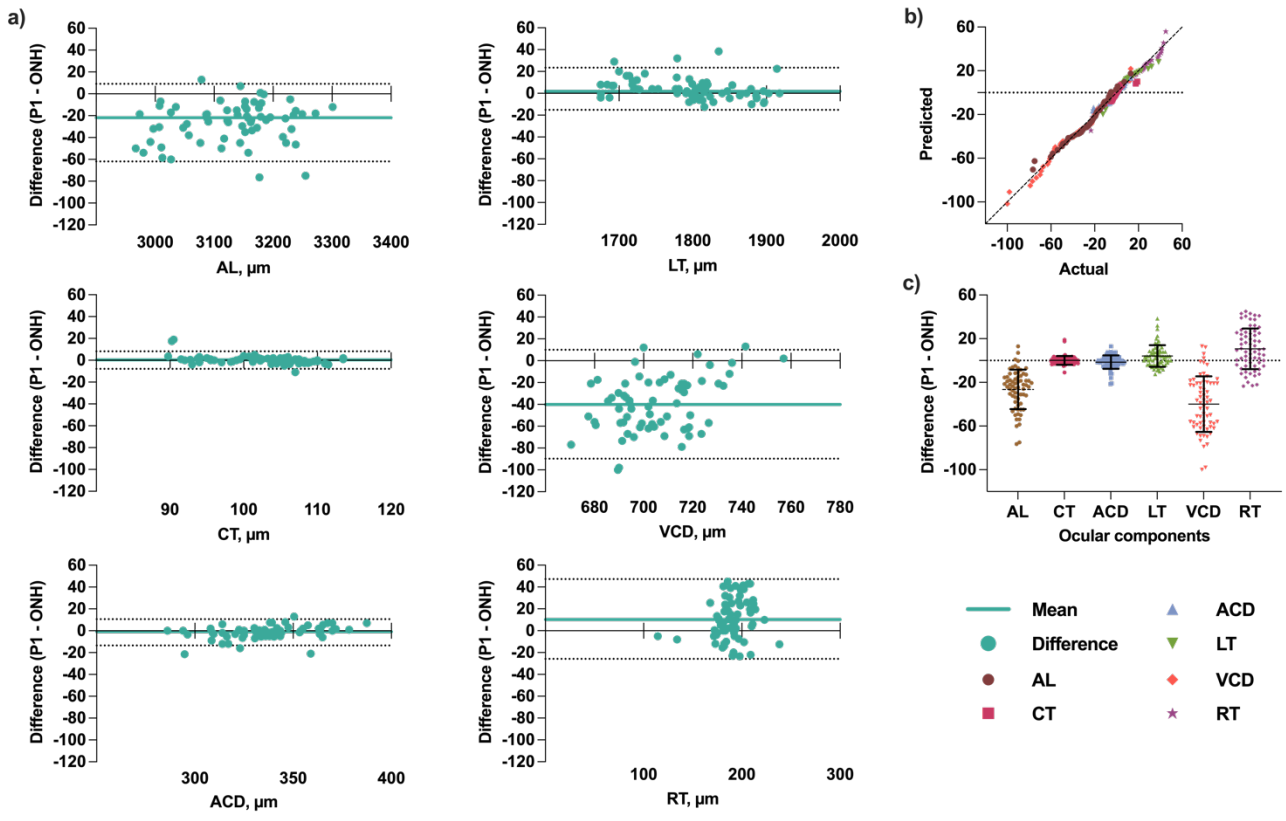 a)
Difference (P1 - ONH)
60
40
20
0
-20
-40
-60
-80
-100
-120
3000 3100 3200 3300 3400
AL, µm
Difference (P1 - ONH)
60
40
20
0
-20
-40
-60
-80
-100
-120
1700 1800 1900 2000
LT, µm
b)
Predicted
60
20
-20
-60
-100
-100 -60 -20 20 60
Actual
Difference (P1 - ONH)
60
40
20
0
-20
-40
-60
-80
-100
-120
90 100 110 120
CT, µm
Difference (P1 - ONH)
60
40
20
0
-20
-40
-60
-80
-100
-120
680 700 720 740 760 780
VCD, µm
c)
Difference (P1 - ONH)
60
20
-20
-60
-100
AL CT ACD LT VCD RT
Ocular components
Difference (P1 - ONH)
60
40
20
0
-20
-40
-60
-80
-100
-120
300 350 400
ACD, µm
Difference (P1 - ONH)
60
40
20
0
-20
-40
-60
-80
-100
-120
100 200 300
RT, µm
Mean
Difference
AL
CT
ACD
LT
VCD
RT